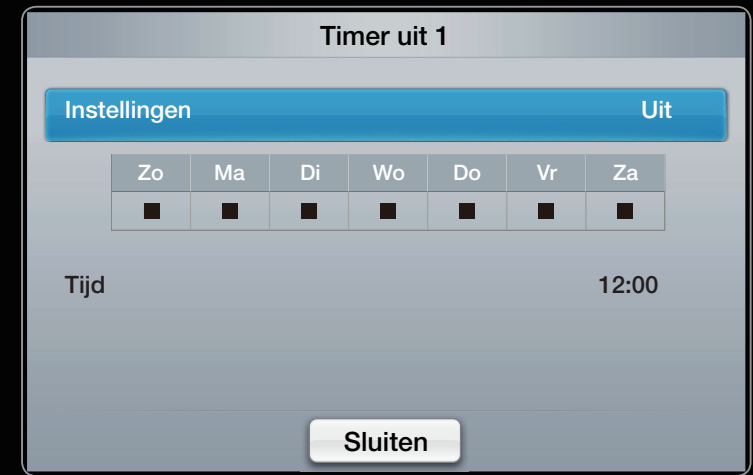 Timer uit 1
Instellingen Uit
Zo Ma Di Wo Do Vr Za
Tijd 12:00
Sluiten